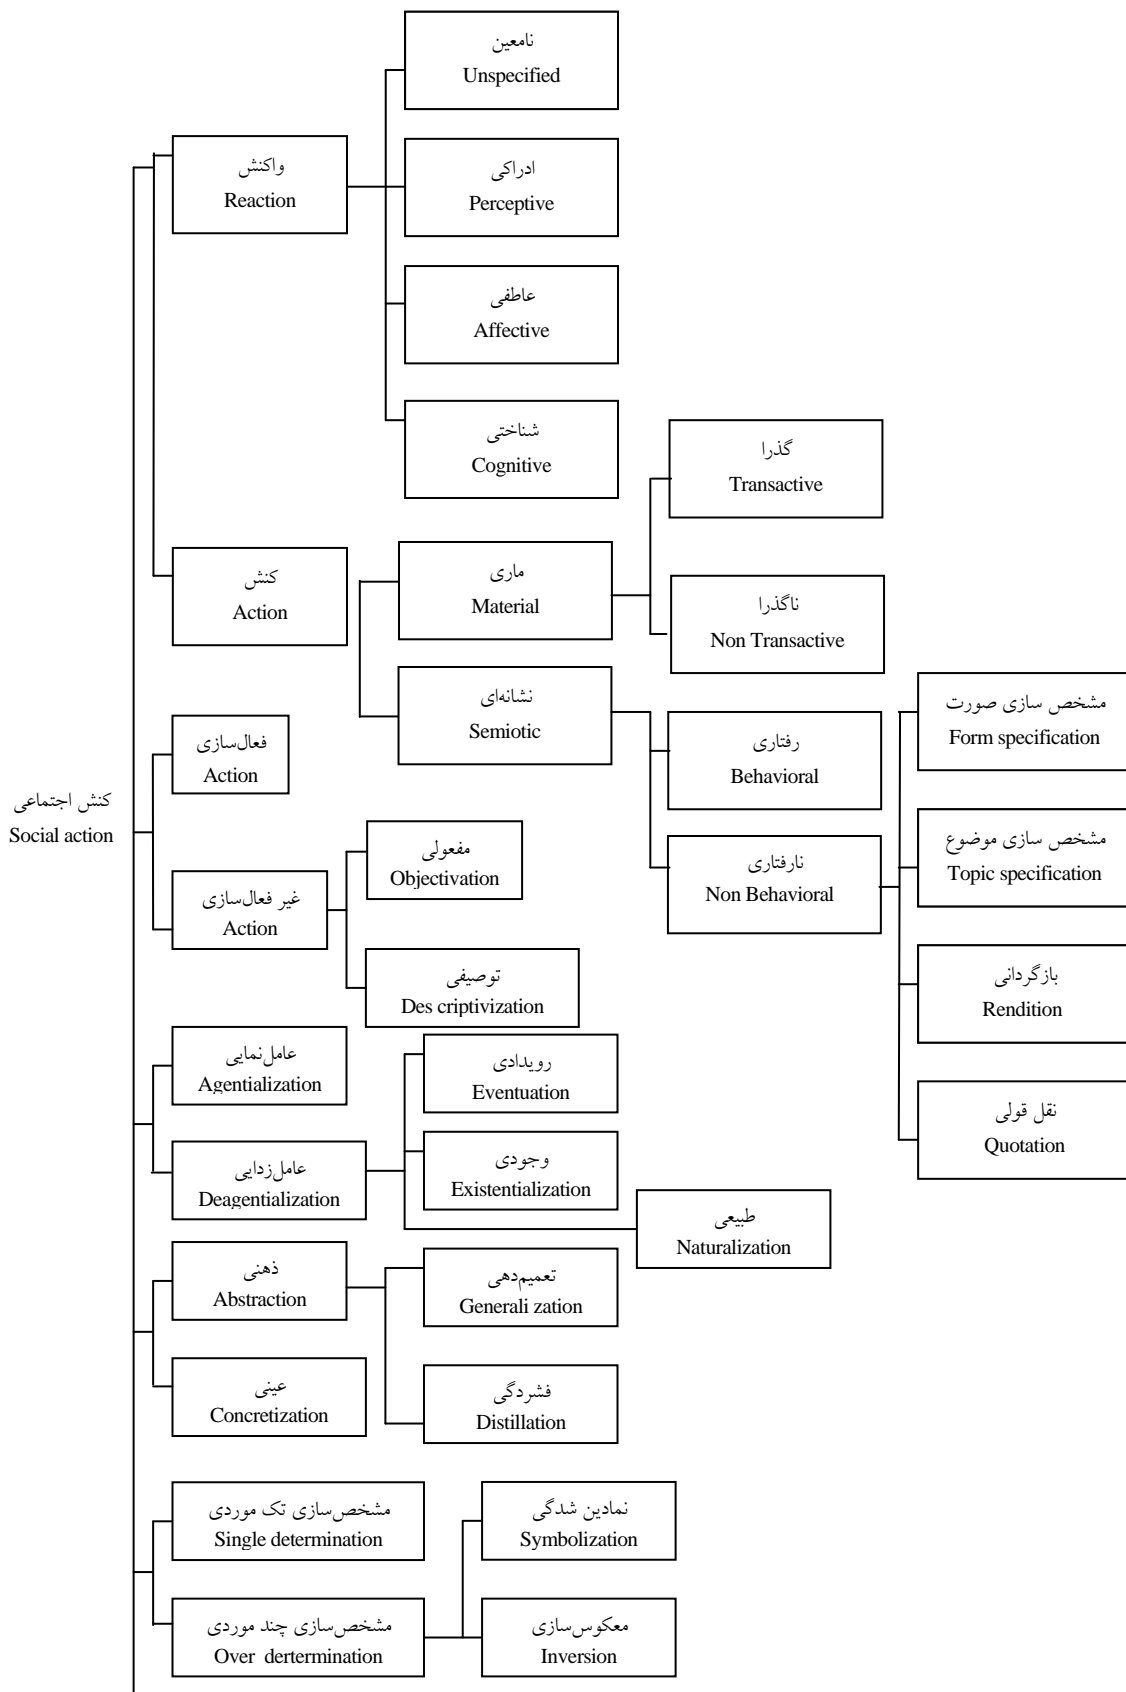 نامعین
Unspecified
واکنش
Reaction
ادراکی
Perceptive
عاطفی
Affective
شناختی
Cognitive
گذرا
Transactive
کنش
Action
ماری
Material
ناگذرا
Non Transactive
نشانه‌ای
Semiotic
رفتاری
Behavioral
مشخص سازی صورت
Form specification
فعال‌سازی
Action
کنش اجتماعی
Social action
مفعولی
Objectivation
نارفتاری
Non Behavioral
مشخص سازی موضوع
Topic specification
غیر فعال‌سازی
Action
توصیفی
Des criptivization
بازگردانی
Rendition
عامل‌نمایی
Agentialization
رویدادی
Eventuation
نقل قولی
Quotation
عامل‌زدایی
Deagentialization
وجودی
Existentialization
طبیعی
Naturalization
ذهنی
Abstraction
تعمیم‌دهی
Generali zation
عینی
Concretization
فشردگی
Distillation
مشخص‌سازی تک موردی
Single determination
نمادین شدگی
Symbolization
مشخص‌سازی چند موردی
Over dertermination
معکوس‌سازی
Inversion